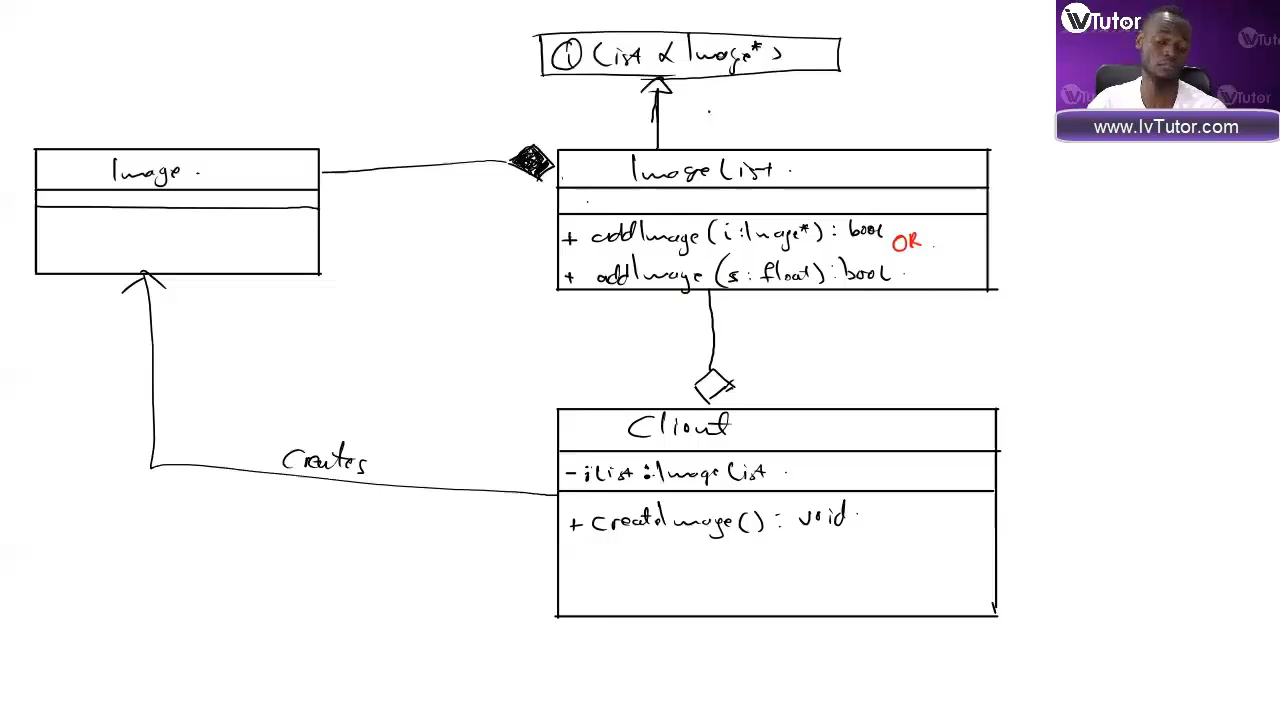 ivTutor
① List < Image* >
www.IvTutor.com
Image
ImageList
+ addImage(i:Image*): bool OR
+ addImage(s: float): bool
Client
Creates
- iList : ImageList
+ createImage(): void